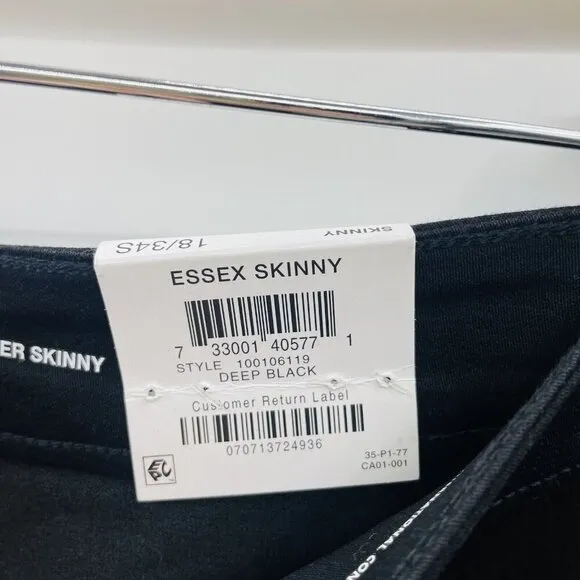 18/34S
SKINNY
ESSEX SKINNY
7 33001 40577 1
STYLE 100106119
DEEP BLACK
Customer Return Label
070713724936
EPC
35-P1-77
CA01-001
ER SKINNY